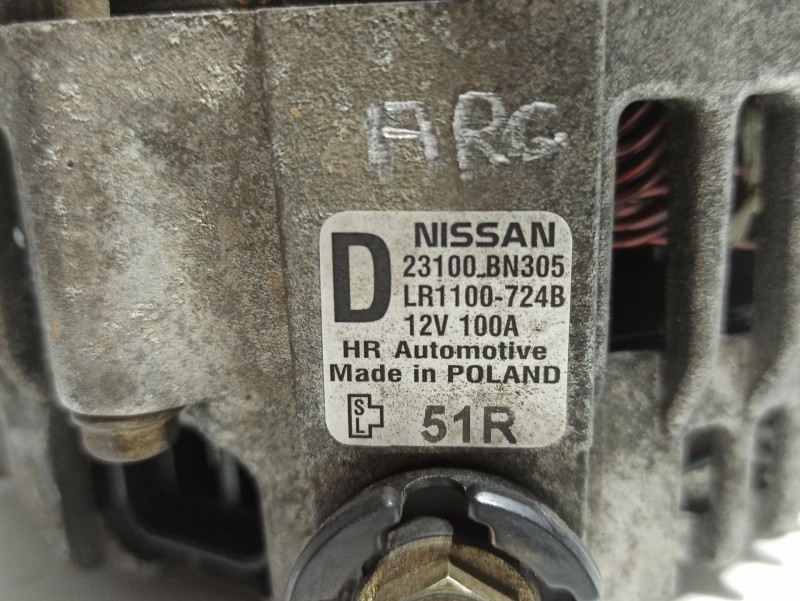 ARG
D
NISSAN
23100-BN305
LR1100-724B
12V 100A
HR Automotive
Made in POLAND
SL
51R